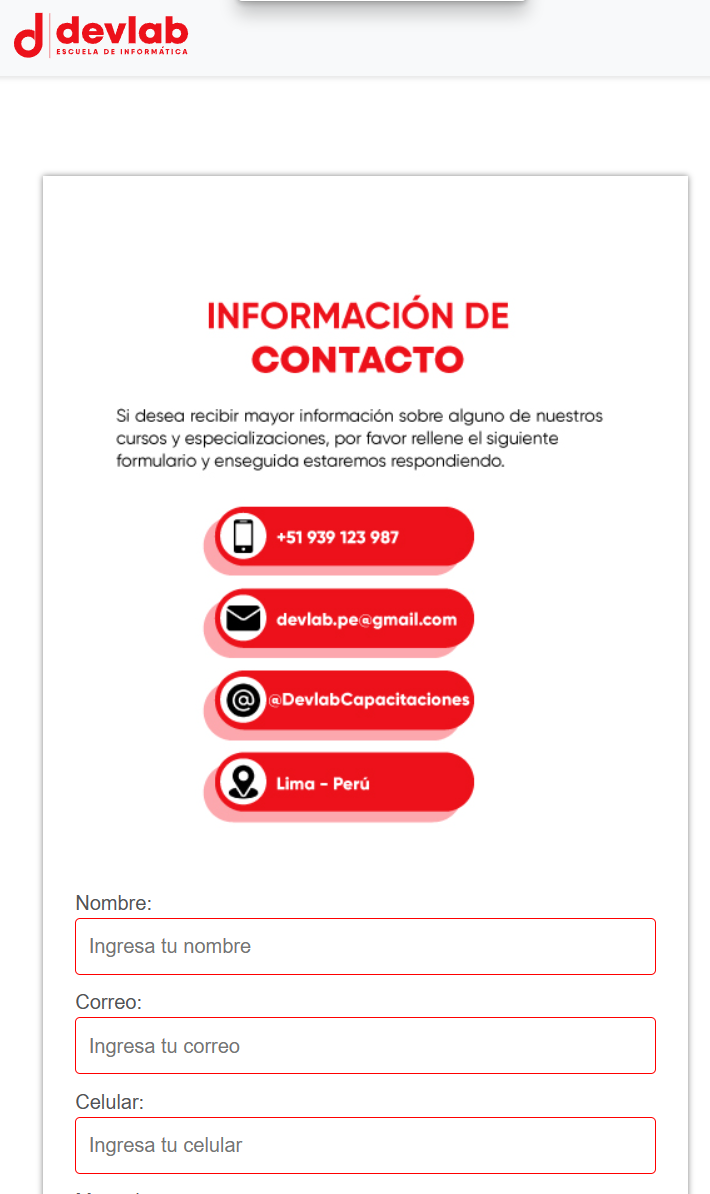 devlab
ESCUELA DE INFORMÁTICA
INFORMACIÓN DE
CONTACTO
Si desea recibir mayor información sobre alguno de nuestros
cursos y especializaciones, por favor rellene el siguiente
formulario y enseguida estaremos respondiendo.
+51 939 123 987
devlab.pe@gmail.com
@DevlabCapacitaciones
Lima - Perú
Nombre:
Ingresa tu nombre
Correo:
Ingresa tu correo
Celular:
Ingresa tu celular